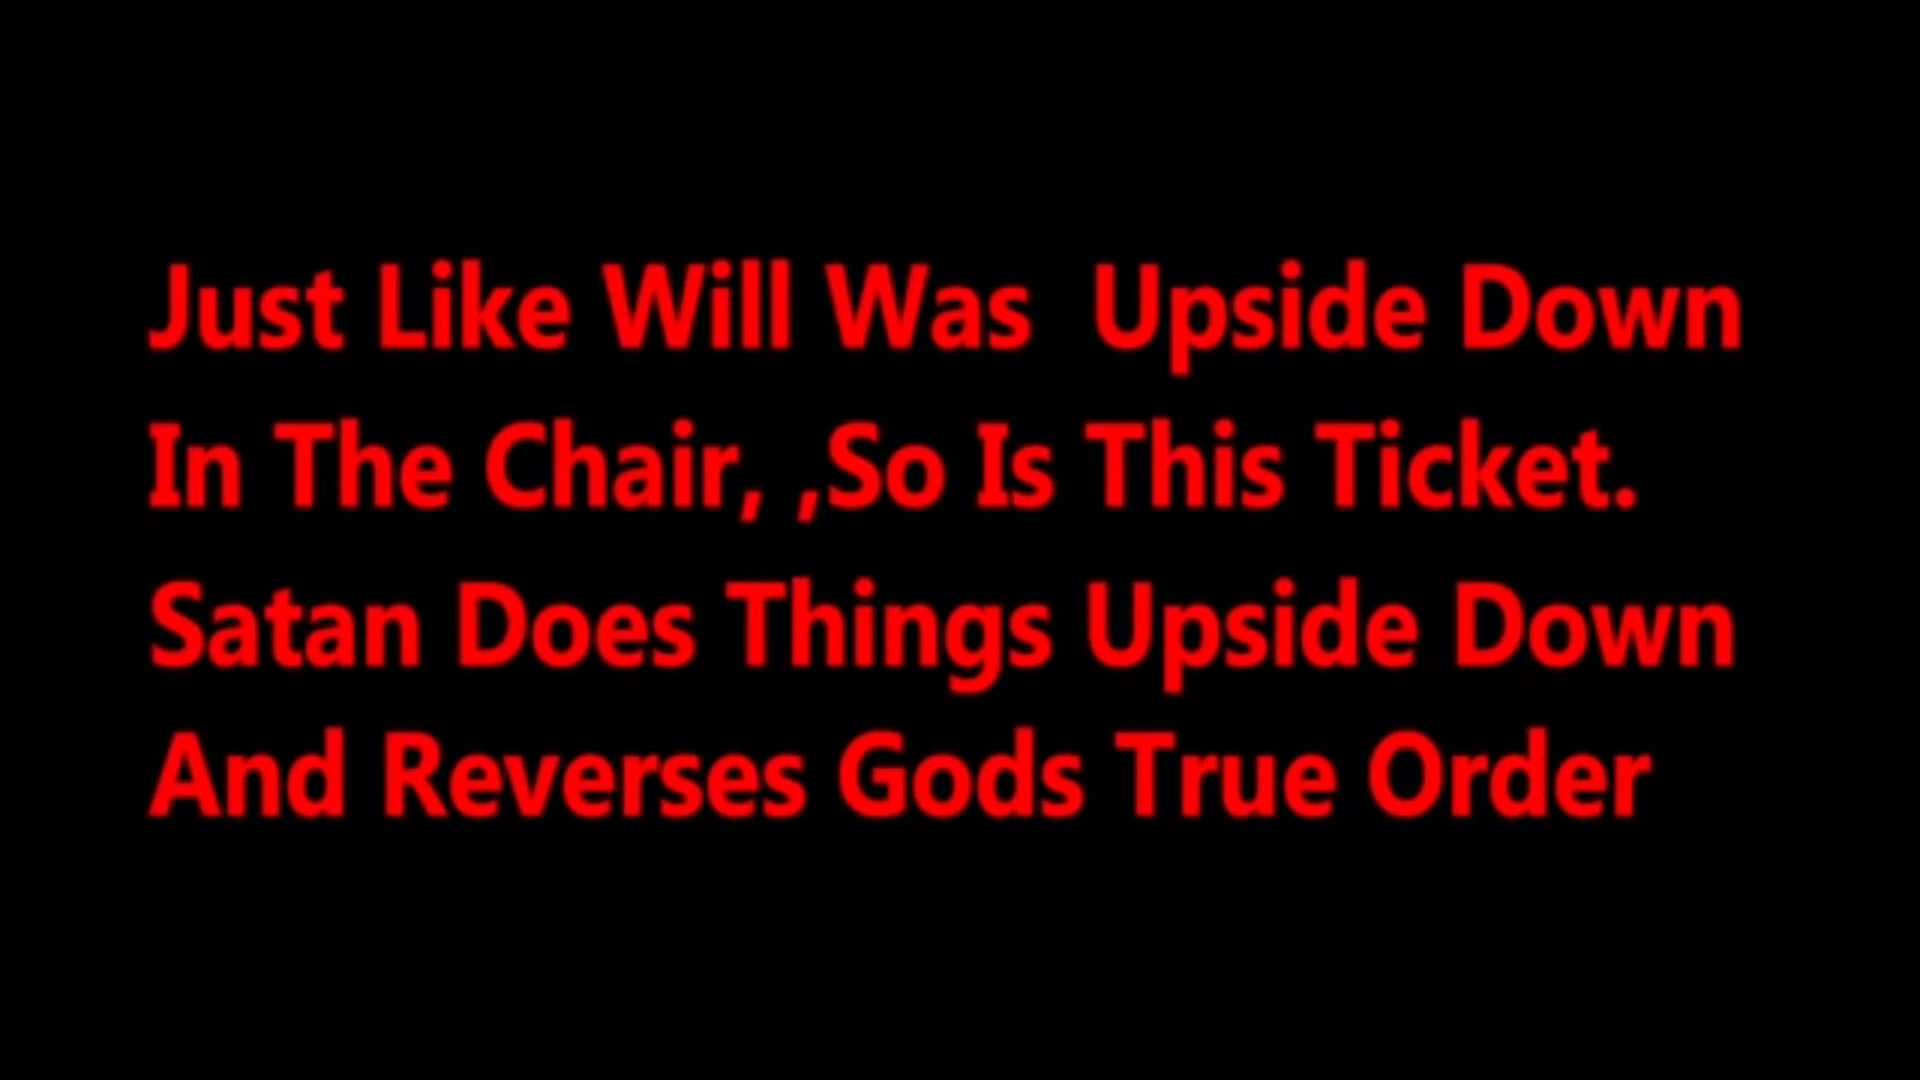 Just Like Will Was  Upside Down
In The Chair, ,So Is This Ticket.
Satan Does Things Upside Down
And Reverses Gods True Order